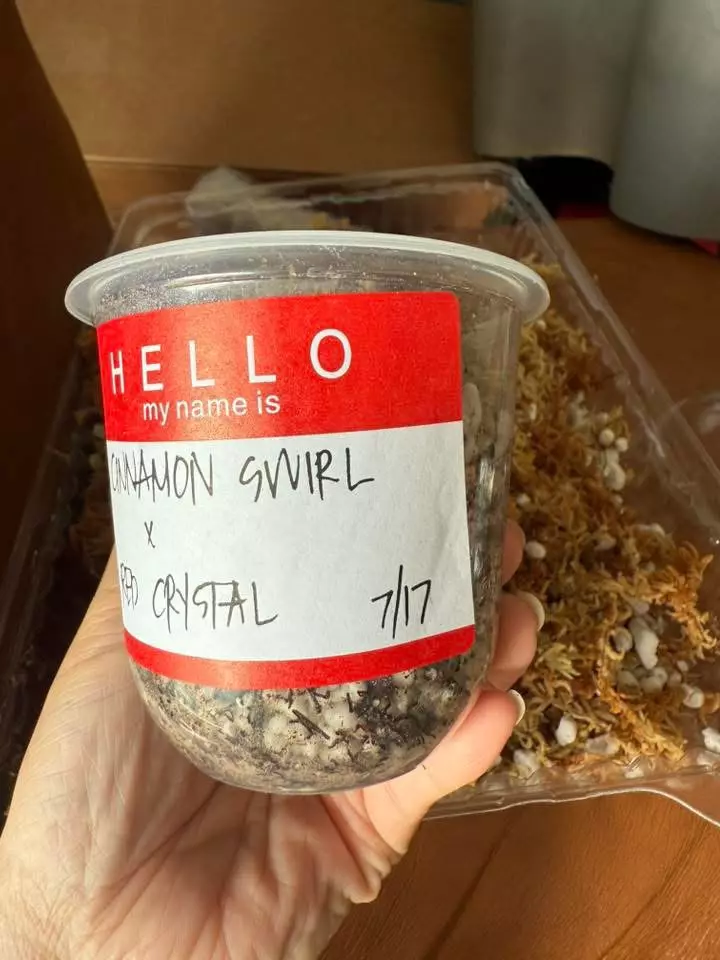 HELLO
my name is
CINNAMON SWIRL
x
RED CRYSTAL 7/17